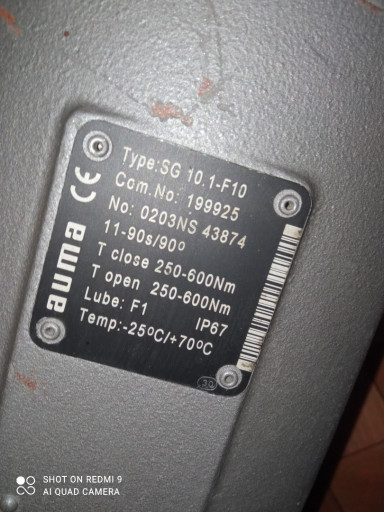 auma CE
Type:SG 10.1-F10
Com.No: 199925
No: 0203NS 43874
11-90s/90°
T close 250-600Nm
T open 250-600Nm
Lube: F1 IP67
Temp:-25°C/+70°C
SHOT ON REDMI 9
AI QUAD CAMERA